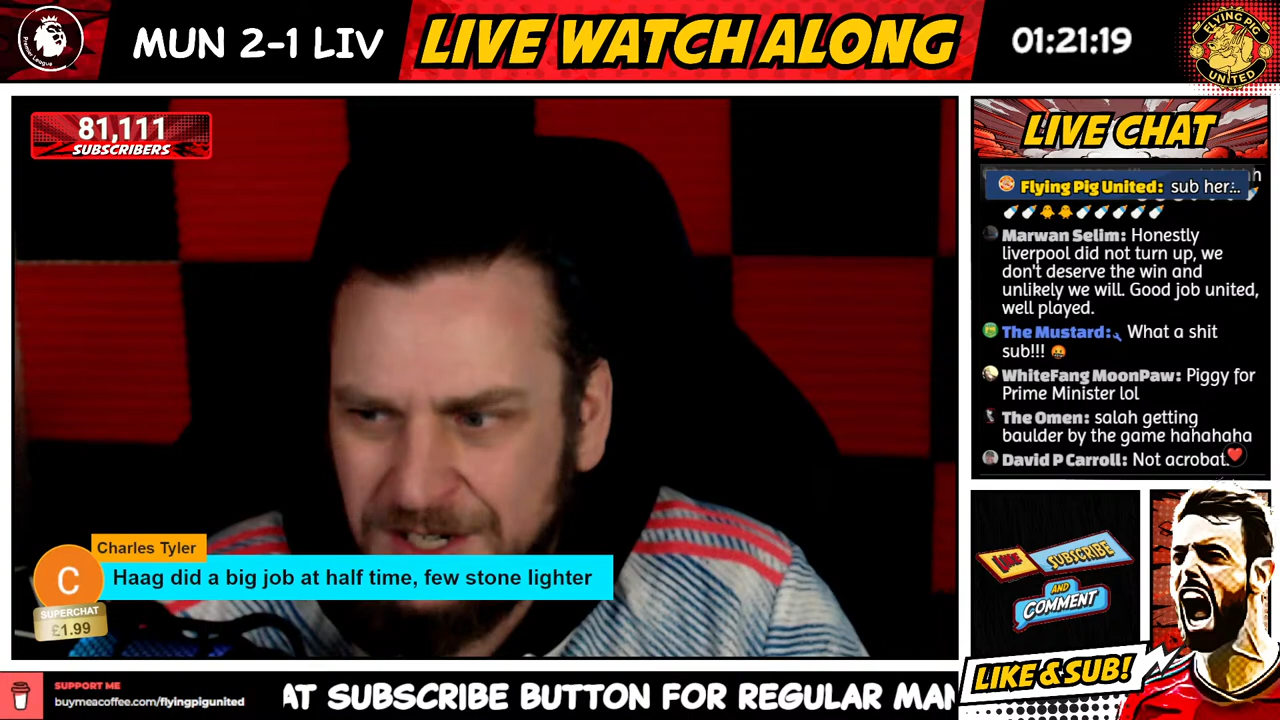 Premier League
MUN 2-1 LIV
LIVE WATCH ALONG
01:21:19
FLYING PIG
UNITED
81,111
SUBSCRIBERS
LIVE CHAT
Flying Pig United: sub her...
Marwan Selim: Honestly
liverpool did not turn up, we
don't deserve the win and
unlikely we will. Good job united,
well played.
The Mustard: What a shit
sub!!! 🤬
WhiteFang MoonPaw: Piggy for
Prime Minister lol
The Omen: salah getting
baulder by the game hahahaha
David P Carroll: Not acrobat.
Charles Tyler
C
Haag did a big job at half time, few stone lighter
SUPERCHAT
£1.99
LIKE
SUBSCRIBE
AND
COMMENT
LIKE & SUB!
SUPPORT ME
buymeacoffee.com/flyingpigunited
AT SUBSCRIBE BUTTON FOR REGULAR MAN